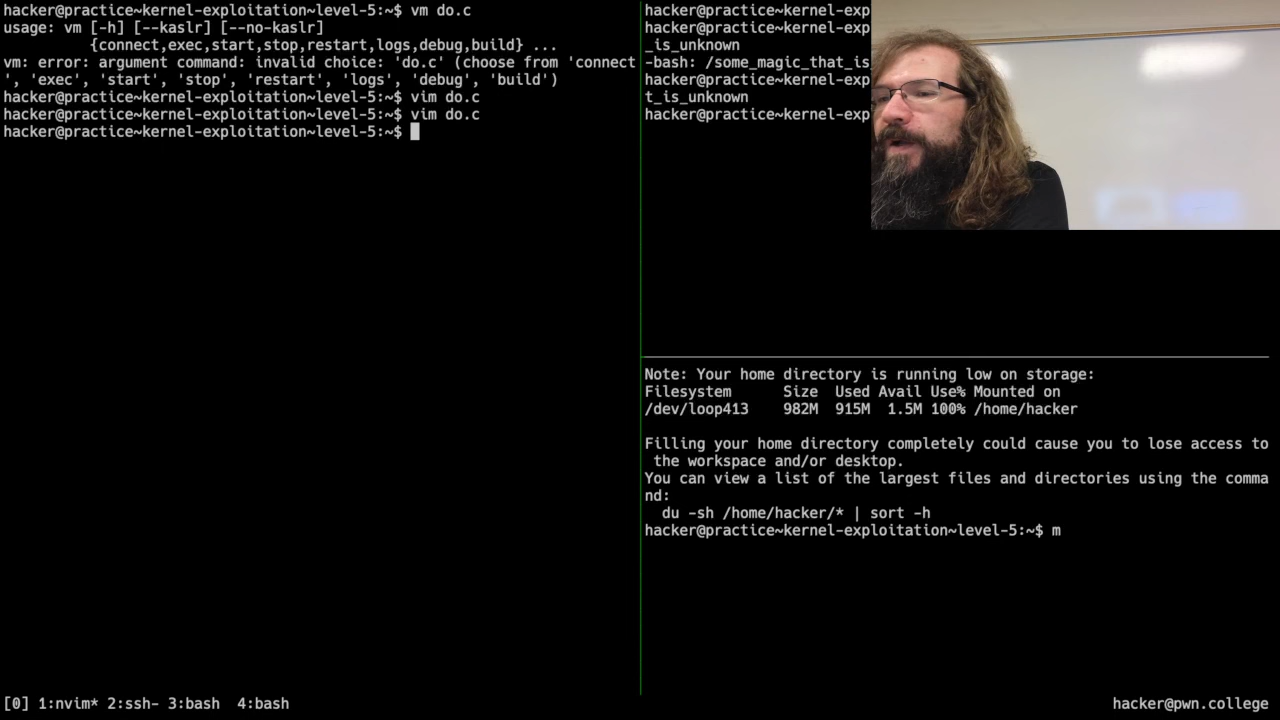 hacker@practice~kernel-exploitation~level-5:~$ vm do.c
usage: vm [-h] [--kaslr] [--no-kaslr]
          {connect,exec,start,stop,restart,logs,debug,build} ...
vm: error: argument command: invalid choice: 'do.c' (choose from 'connect
', 'exec', 'start', 'stop', 'restart', 'logs', 'debug', 'build')
hacker@practice~kernel-exploitation~level-5:~$ vim do.c
hacker@practice~kernel-exploitation~level-5:~$ vim do.c
hacker@practice~kernel-exploitation~level-5:~$
hacker@practice~kernel-exp
hacker@practice~kernel-exp
_is_unknown
-bash: /some_magic_that_is
hacker@practice~kernel-exp
t_is_unknown
hacker@practice~kernel-exp
Note: Your home directory is running low on storage:
Filesystem      Size  Used Avail Use% Mounted on
/dev/loop413    982M  915M  1.5M 100% /home/hacker
Filling your home directory completely could cause you to lose access to
 the workspace and/or desktop.
You can view a list of the largest files and directories using the comma
nd:
  du -sh /home/hacker/* | sort -h
hacker@practice~kernel-exploitation~level-5:~$ m
[0] 1:nvim* 2:ssh- 3:bash  4:bash
hacker@pwn.college